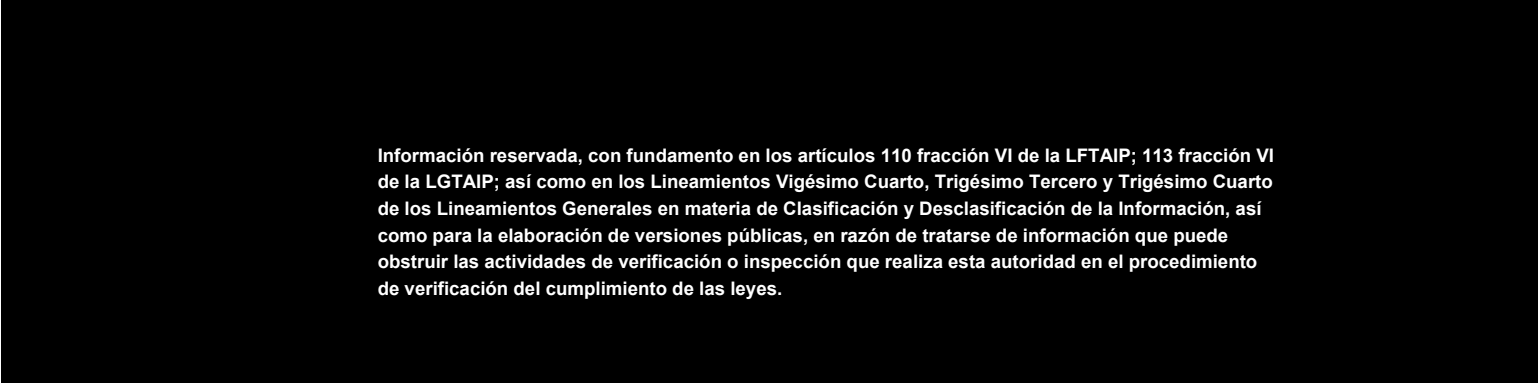 Información reservada, con fundamento en los artículos 110 fracción VI de la LFTAIP; 113 fracción VI
de la LGTAIP; así como en los Lineamientos Vigésimo Cuarto, Trigésimo Tercero y Trigésimo Cuarto
de los Lineamientos Generales en materia de Clasificación y Desclasificación de la Información, así
como para la elaboración de versiones públicas, en razón de tratarse de información que puede
obstruir las actividades de verificación o inspección que realiza esta autoridad en el procedimiento
de verificación del cumplimiento de las leyes.